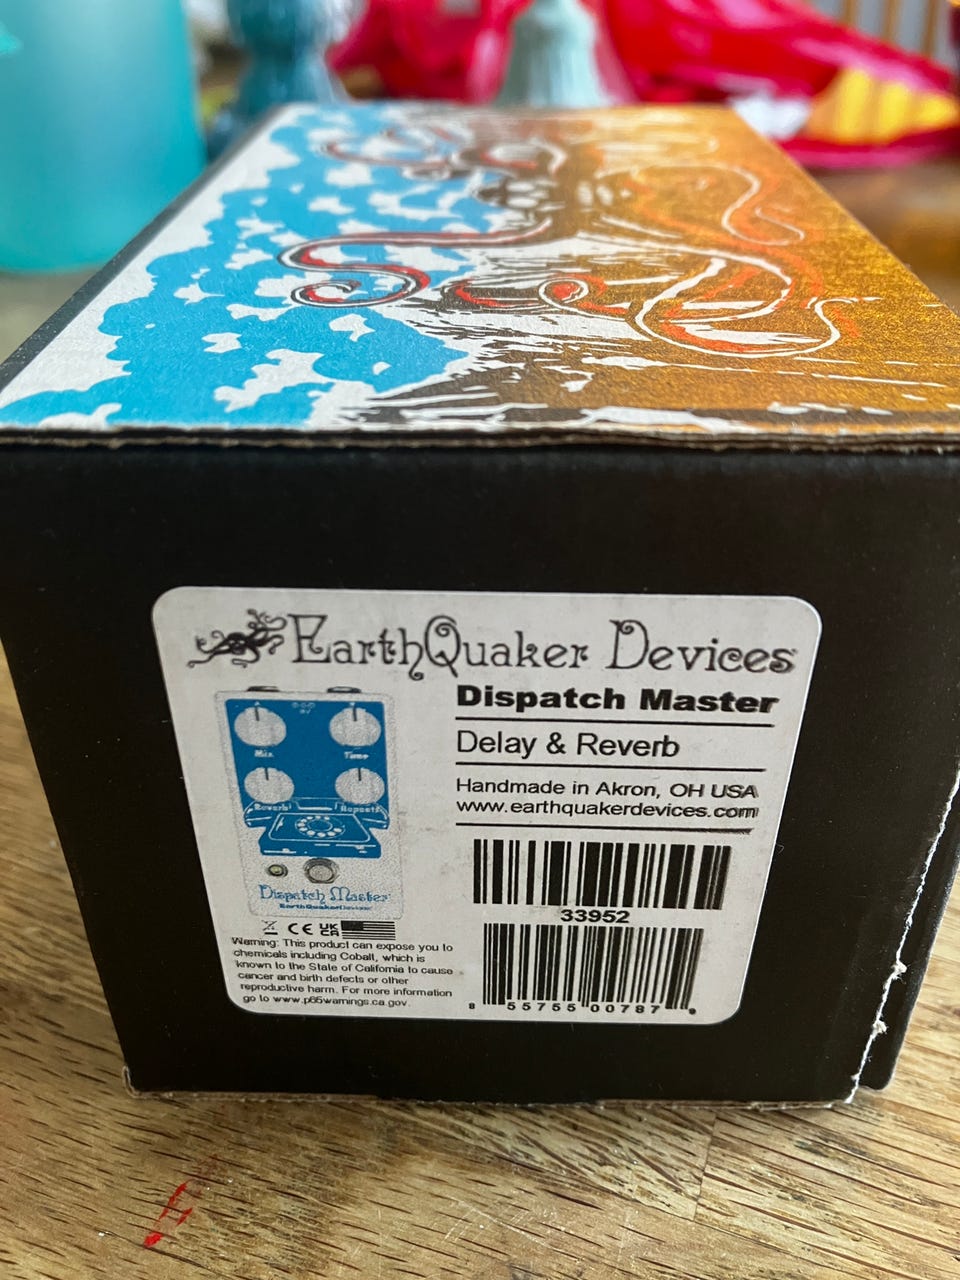 EarthQuaker Devices
Dispatch Master
Delay & Reverb
Handmade in Akron, OH USA
www.earthquakerdevices.com
33952
8 55755 00787
9V
Mix
Time
Reverb
Repeats
Dispatch Master
EarthQuaker Devices
CE UK CA
Warning: This product can expose you to
chemicals including Cobalt, which is
known to the State of California to cause
cancer and birth defects or other
reproductive harm. For more information
go to www.p65warnings.ca.gov.